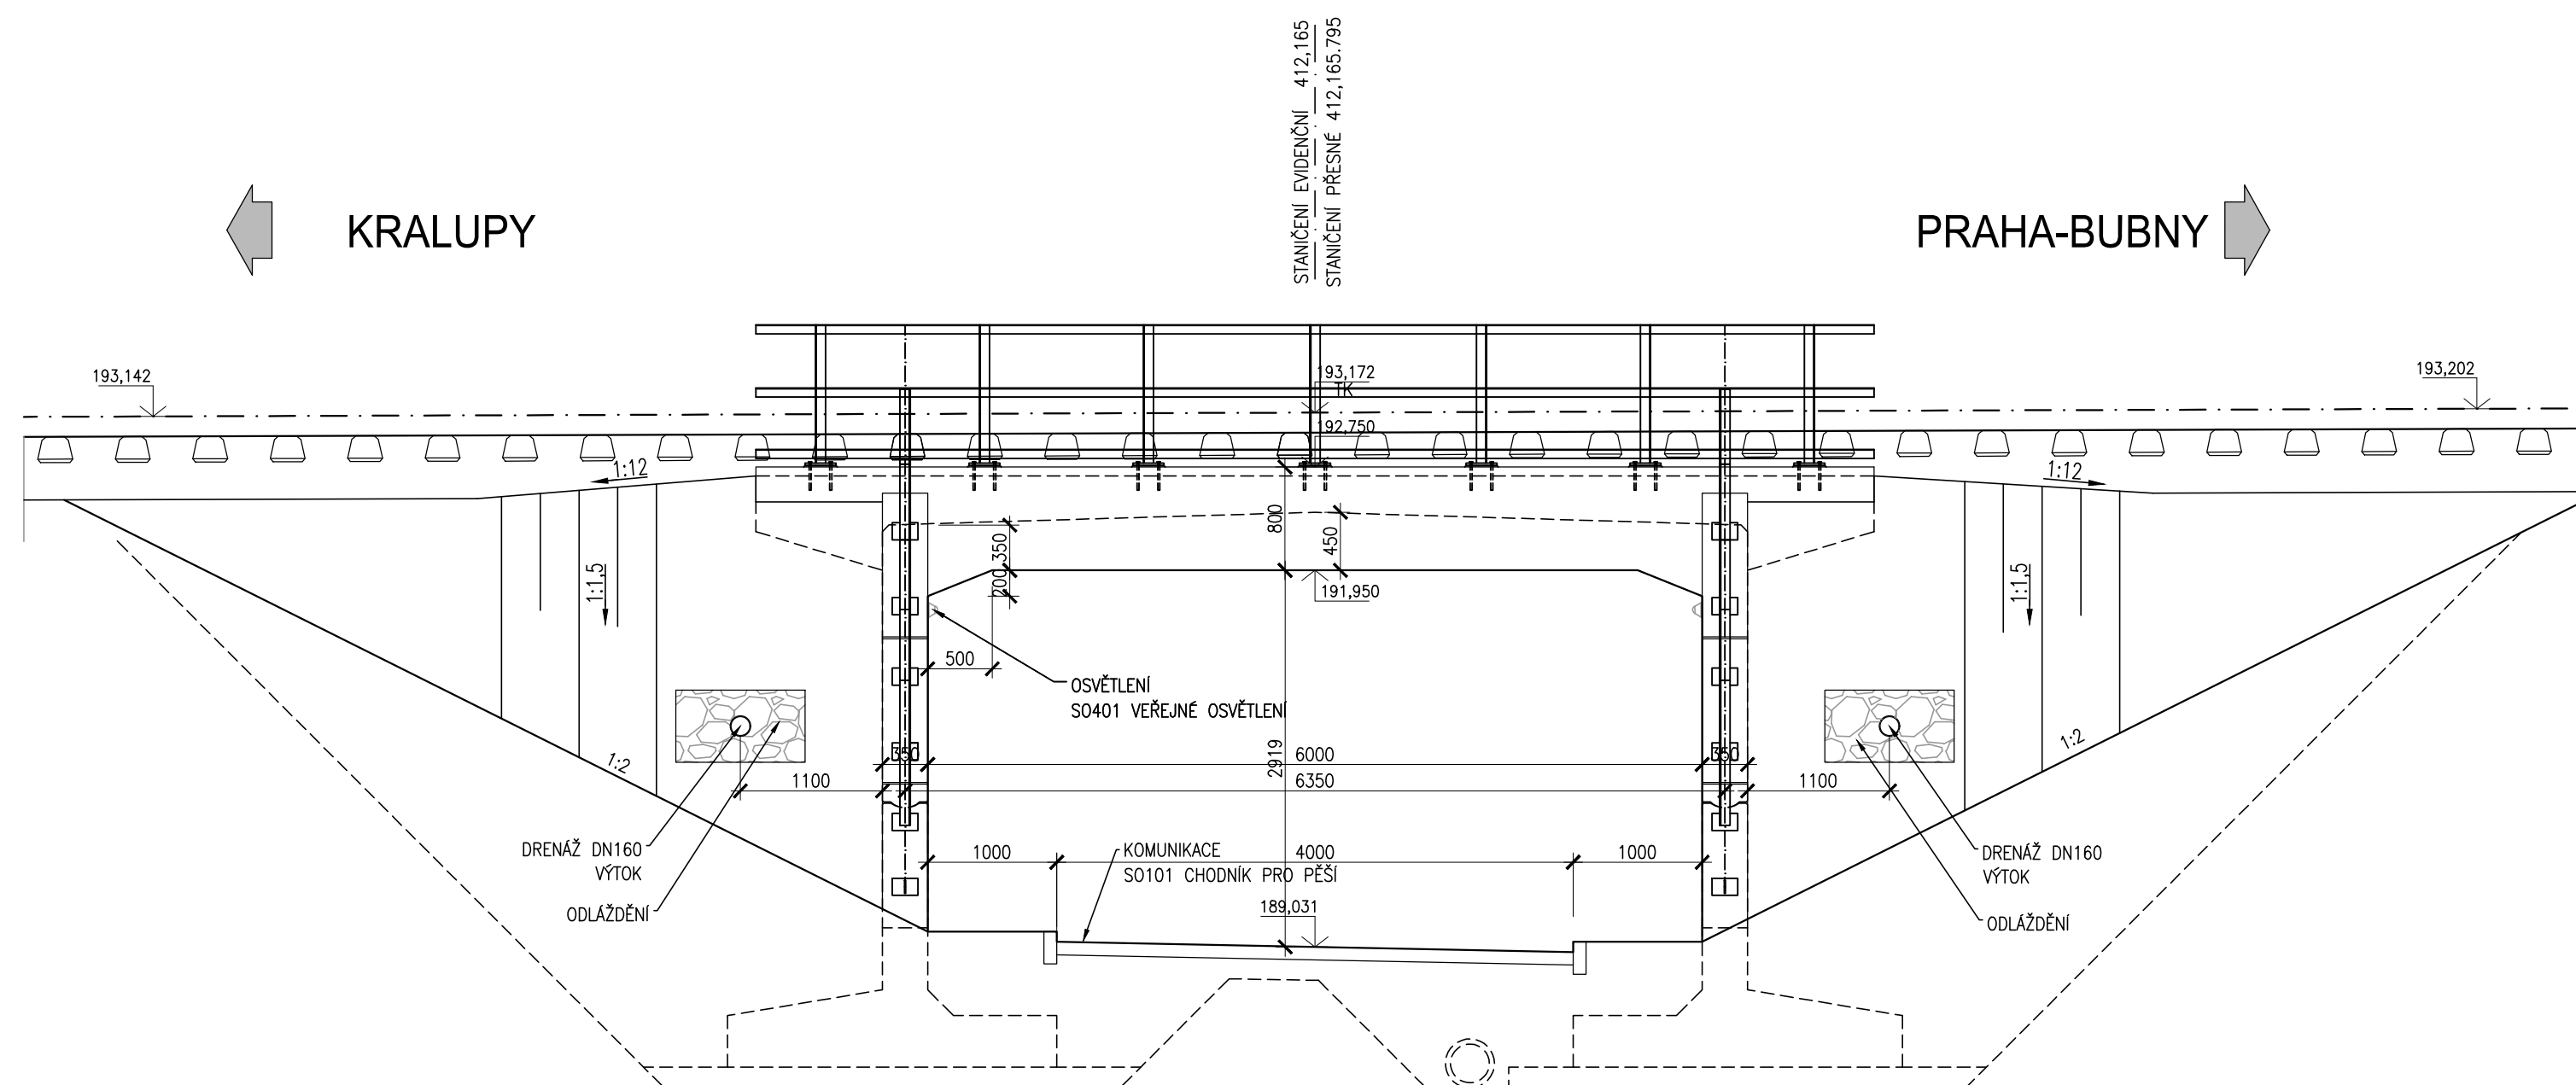 STANIČENÍ EVIDENČNÍ 412,165
STANIČENÍ PŘESNÉ 412,165.795
KRALUPY
PRAHA-BUBNY
193,142
193,172
TK
193,202
192,750
1:12
1:12
800
450
350
200
191,950
1:1,5
1:1,5
500
OSVĚTLENÍ
SO401 VEŘEJNÉ OSVĚTLENÍ
2919
350
6000
350
1:2
1:2
1100
6350
1100
DRENÁŽ DN160
VÝTOK
ODLÁŽDĚNÍ
1000
4000
1000
KOMUNIKACE
SO101 CHODNÍK PRO PĚŠÍ
189,031
DRENÁŽ DN160
VÝTOK
ODLÁŽDĚNÍ